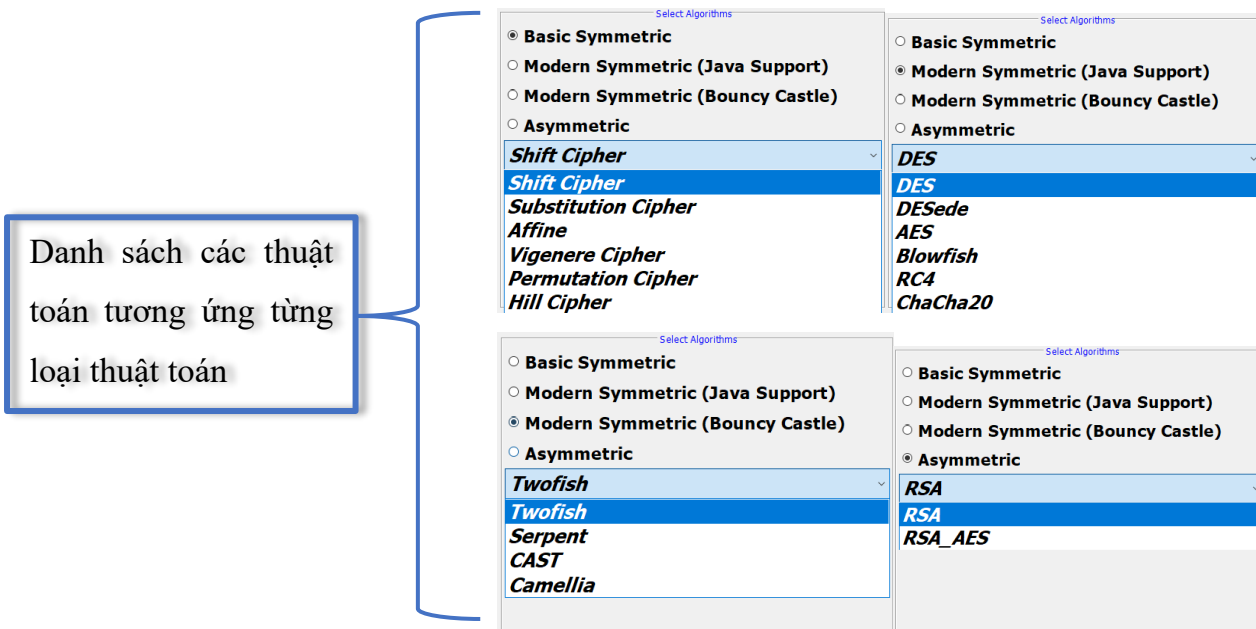 Danh sách các thuật
toán tương ứng từng
loại thuật toán
Select Algorithms
Basic Symmetric
Modern Symmetric (Java Support)
Modern Symmetric (Bouncy Castle)
Asymmetric
Shift Cipher
Shift Cipher
Substitution Cipher
Affine
Vigenere Cipher
Permutation Cipher
Hill Cipher
Select Algorithms
Basic Symmetric
Modern Symmetric (Java Support)
Modern Symmetric (Bouncy Castle)
Asymmetric
DES
DES
DESede
AES
Blowfish
RC4
ChaCha20
Select Algorithms
Basic Symmetric
Modern Symmetric (Java Support)
Modern Symmetric (Bouncy Castle)
Asymmetric
Twofish
Twofish
Serpent
CAST
Camellia
Select Algorithms
Basic Symmetric
Modern Symmetric (Java Support)
Modern Symmetric (Bouncy Castle)
Asymmetric
RSA
RSA
RSA_AES